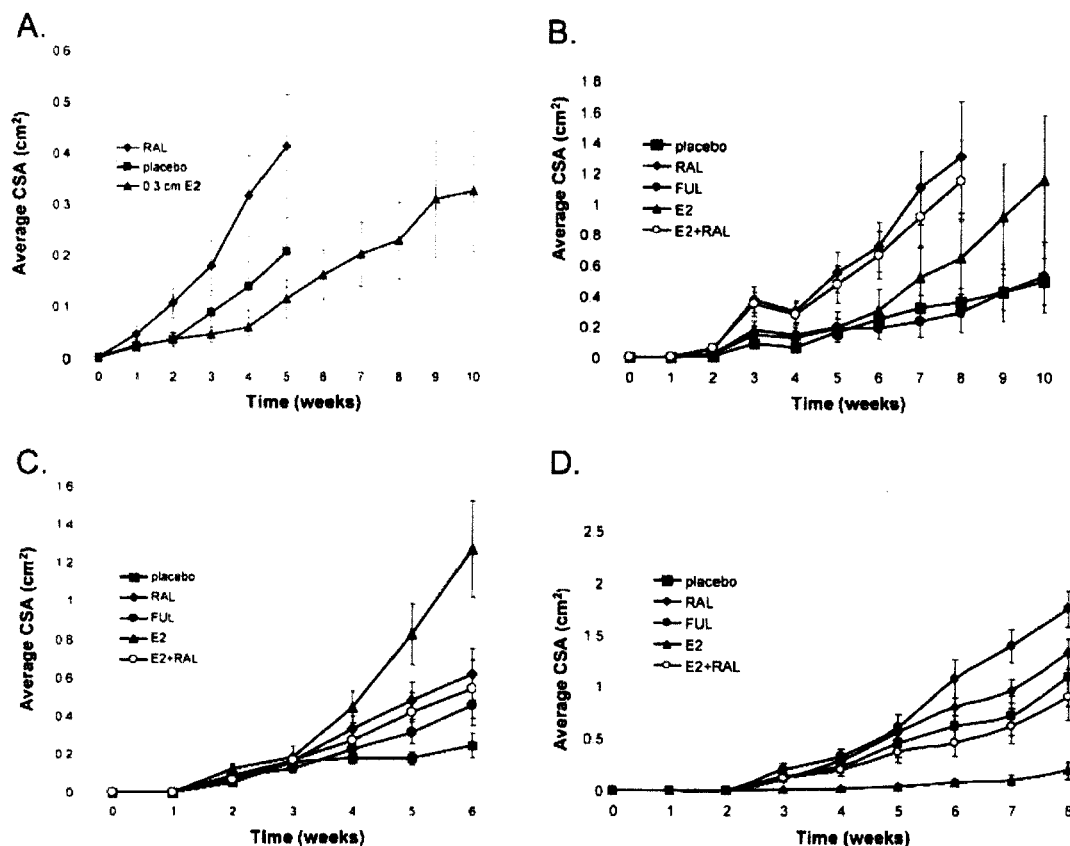 A.
Average CSA (cm²)
0 6
0 5
0.4
0.3
0.2
0 1
0
RAL
placebo
0 3 cm E2
0 1 2 3 4 5 6 7 8 9 10
Time (weeks)
B.
Average CSA (cm²)
1 8
1.6
1.4
1.2
1
0.8
0.6
0.4
0.2
0
placebo
RAL
FUL
E2
E2+RAL
0 1 2 3 4 5 6 7 8 9 10
Time (weeks)
C.
Average CSA (cm²)
1 6
1 4
1 2
1
0 8
0 6
0 4
0 2
0
placebo
RAL
FUL
E2
E2+RAL
0 1 2 3 4 5 6
Time (weeks)
D.
Average CSA (cm²)
2 5
2
1.5
1
0.5
0
placebo
RAL
FUL
E2
E2+RAL
0 1 2 3 4 5 6 7 8
Time (weeks)